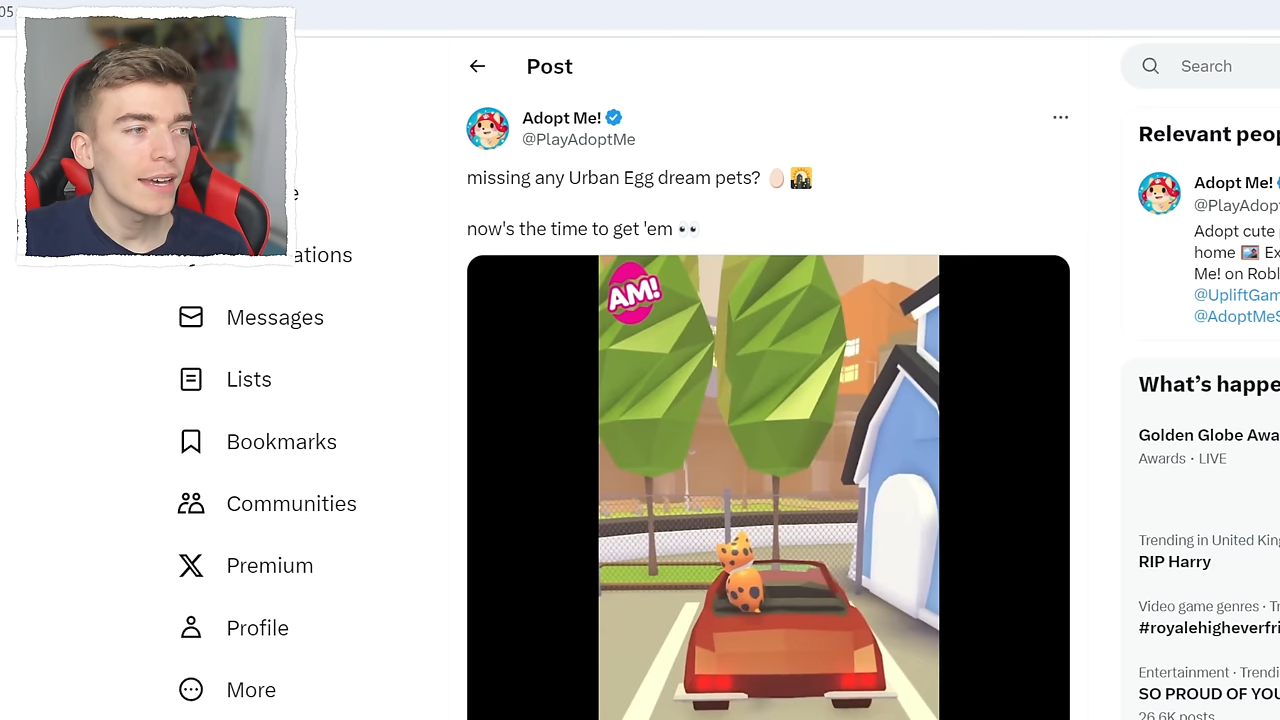 05
Post
Search
Adopt Me!
@PlayAdoptMe
missing any Urban Egg dream pets?
now's the time to get 'em
AM!
ations
Messages
Lists
Bookmarks
Communities
Premium
Profile
More
Relevant peop
Adopt Me!
@PlayAdop
Adopt cute
home Ex
Me! on Robl
@UpliftGam
@AdoptMeS
What's happe
Golden Globe Awa
Awards · LIVE
Trending in United King
RIP Harry
Video game genres · Tr
#royalehigheverfri
Entertainment · Trendi
SO PROUD OF YOU
26.6K posts